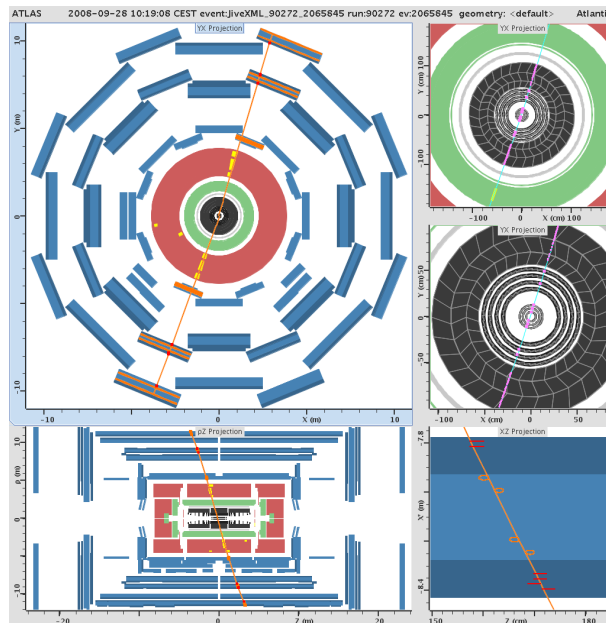 ATLAS 2008-09-28 10:19:08 CEST event:JiveXML_90272_2065845 run:90272 ev:2065845 geometry: <default> Atlanti
YX Projection
10
Y (m)
0
-10
-10 0 X (m) 10
YX Projection
100
Y (cm)
0
-100
-100 0 X (cm) 100
YX Projection
50
Y (cm)
0
-50
-100 X (cm) 0 50
ρZ Projection
10
ρ (m)
0
-10
-20 0 Z (m) 20
XZ Projection
-7.8
X' (m)
-8.4
150 Z (cm) 180